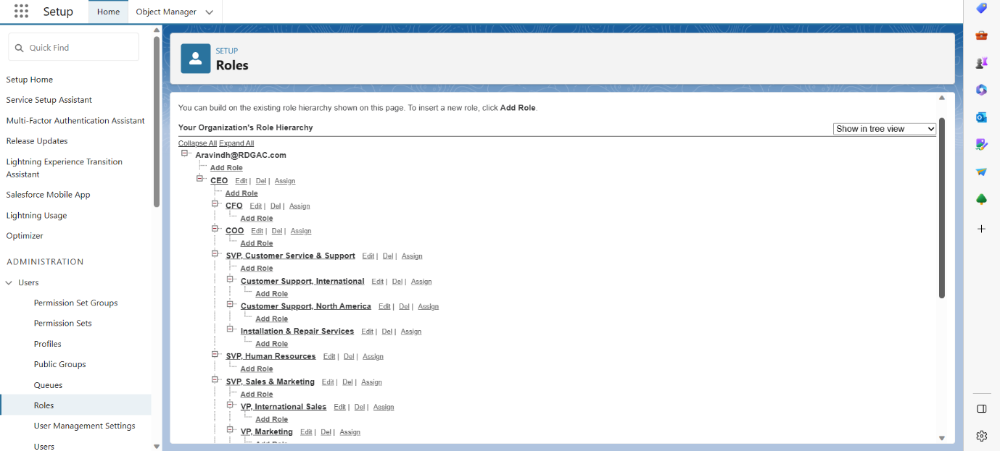 Setup
Home
Object Manager
Quick Find
Setup Home
Service Setup Assistant
Multi-Factor Authentication Assistant
Release Updates
Lightning Experience Transition
Assistant
Salesforce Mobile App
Lightning Usage
Optimizer
ADMINISTRATION
Users
Permission Set Groups
Permission Sets
Profiles
Public Groups
Queues
Roles
User Management Settings
Users
SETUP
Roles
You can build on the existing role hierarchy shown on this page. To insert a new role, click Add Role.
Your Organization's Role Hierarchy
Show in tree view
Collapse All Expand All
Aravindh@RDGAC.com
Add Role
CEO Edit | Del | Assign
Add Role
CFO Edit | Del | Assign
Add Role
COO Edit | Del | Assign
Add Role
SVP, Customer Service & Support Edit | Del | Assign
Add Role
Customer Support, International Edit | Del | Assign
Add Role
Customer Support, North America Edit | Del | Assign
Add Role
Installation & Repair Services Edit | Del | Assign
Add Role
SVP, Human Resources Edit | Del | Assign
Add Role
SVP, Sales & Marketing Edit | Del | Assign
Add Role
VP, International Sales Edit | Del | Assign
Add Role
VP, Marketing Edit | Del | Assign
Add Role